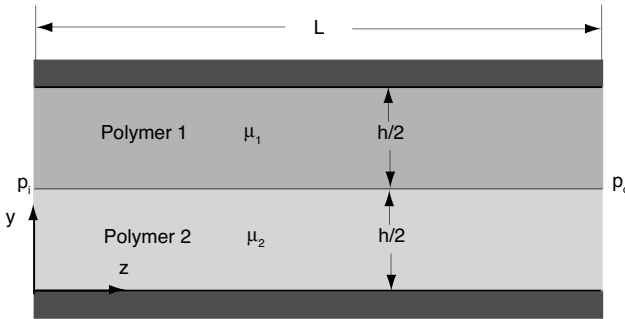 L
Polymer 1 μ₁ h/2
pᵢ
y
Polymer 2 μ₂ h/2
z